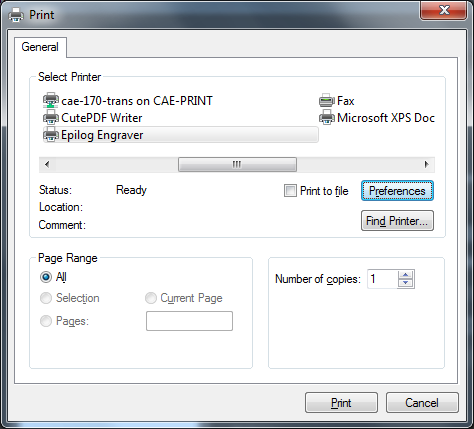 Print
General
Select Printer
cae-170-trans on CAE-PRINT
Fax
CutePDF Writer
Microsoft XPS Doc
Epilog Engraver
Status: Ready
Print to file
Preferences
Location:
Find Printer...
Comment:
Page Range
All
Selection
Current Page
Pages:
Number of copies: 1
Print
Cancel